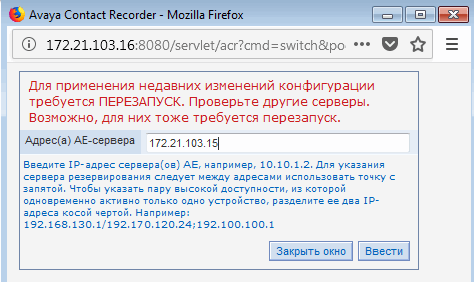 Avaya Contact Recorder - Mozilla Firefox
172.21.103.16:8080/servlet/acr?cmd=switch&po
Для применения недавних изменений конфигурации
требуется ПЕРЕЗАПУСК. Проверьте другие серверы.
Возможно, для них тоже требуется перезапуск.
Адрес(а) AE-сервера 172.21.103.15
Введите IP-адрес сервера(ов) AE, например, 10.10.1.2. Для указания
сервера резервирования следует между адресами использовать точку с
запятой. Чтобы указать пару высокой доступности, из которой
одновременно активно только одно устройство, разделите ее два IP-
адреса косой чертой. Например:
192.168.130.1/192.170.120.24;192.100.100.1
Закрыть окно Ввести